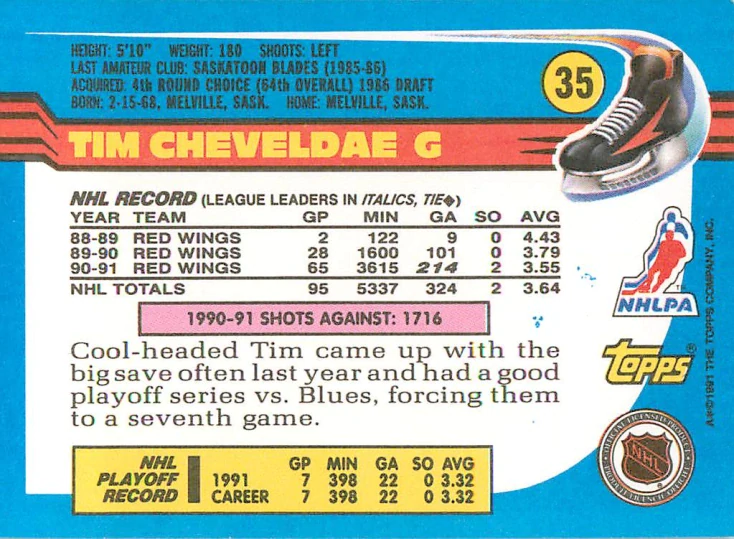 HEIGHT: 5'10" WEIGHT: 180 SHOOTS: LEFT
LAST AMATEUR CLUB: SASKATOON BLADES (1985-86)
ACQUIRED: 4th ROUND CHOICE (64th OVERALL) 1986 DRAFT
BORN: 2-15-68, MELVILLE, SASK. HOME: MELVILLE, SASK.
35
TIM CHEVELDAE G
NHL RECORD (LEAGUE LEADERS IN ITALICS, TIE◆)
YEAR TEAM GP MIN GA SO AVG
88-89 RED WINGS 2 122 9 0 4.43
89-90 RED WINGS 28 1600 101 0 3.79
90-91 RED WINGS 65 3615 214 2 3.55
NHL TOTALS 95 5337 324 2 3.64
1990-91 SHOTS AGAINST: 1716
Cool-headed Tim came up with the
big save often last year and had a good
playoff series vs. Blues, forcing them
to a seventh game.
NHL PLAYOFF RECORD
GP MIN GA SO AVG
1991 7 398 22 0 3.32
CAREER 7 398 22 0 3.32
NHLPA
TM
topps®
OFFICIAL LICENSED PRODUCT
NHL
®
PRODUIT LICENCIÉ OFFICIEL
A✻©1991 THE TOPPS COMPANY, INC.